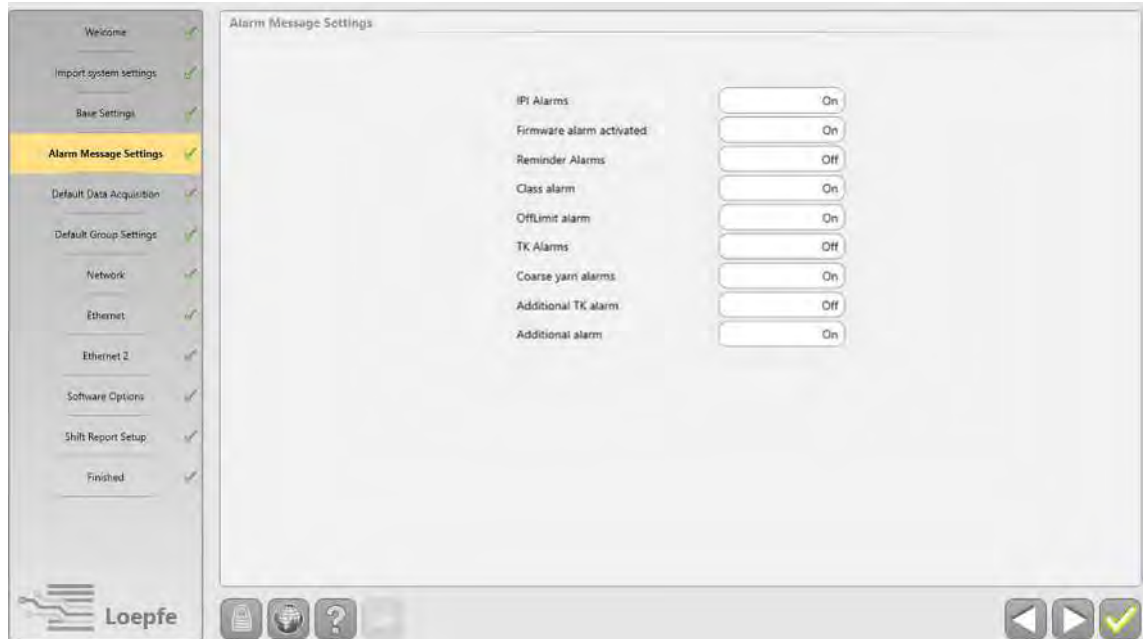 Welcome
Import system settings
Base Settings
Alarm Message Settings
Default Data Acquisition
Default Group Settings
Network
Ethernet
Ethernet 2
Software Options
Shift Report Setup
Finished
Loepfe
Alarm Message Settings
IPI Alarms On
Firmware alarm activated On
Reminder Alarms Off
Class alarm On
OffLimit alarm On
TK Alarms Off
Coarse yarn alarms On
Additional TK alarm Off
Additional alarm On
?